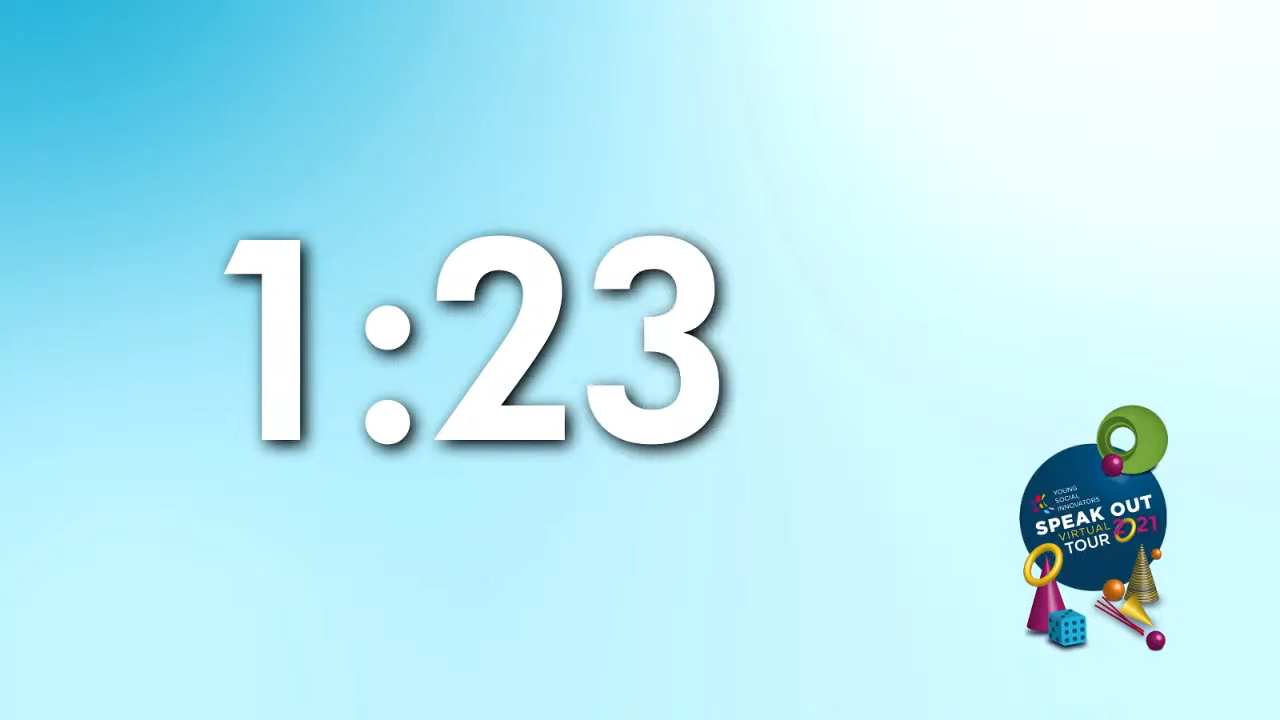 1:23
YOUNG
SOCIAL
INNOVATORS
SPEAK OUT
VIRTUAL 2021
TOUR